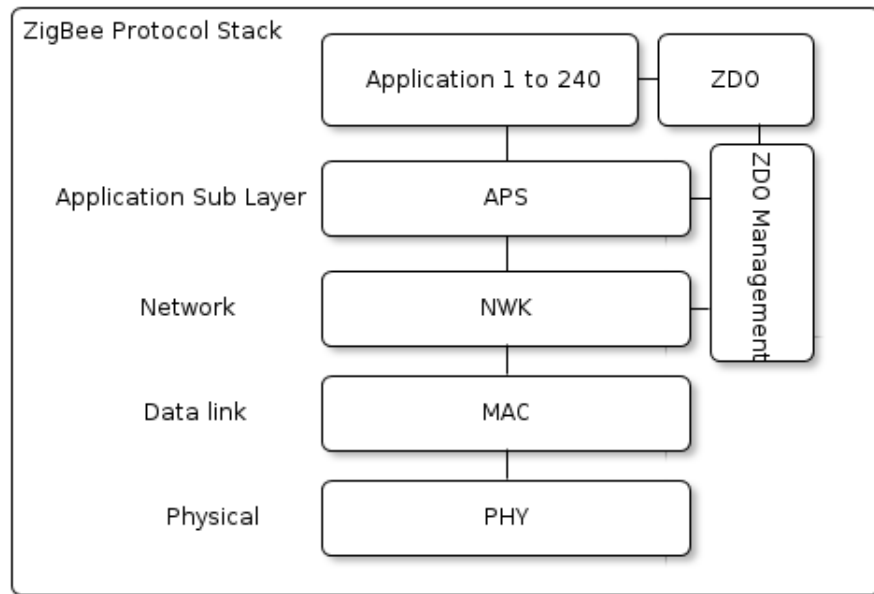 ZigBee Protocol Stack
Application 1 to 240
ZDO
Application Sub Layer
APS
ZDO Management
Network
NWK
Data link
MAC
Physical
PHY